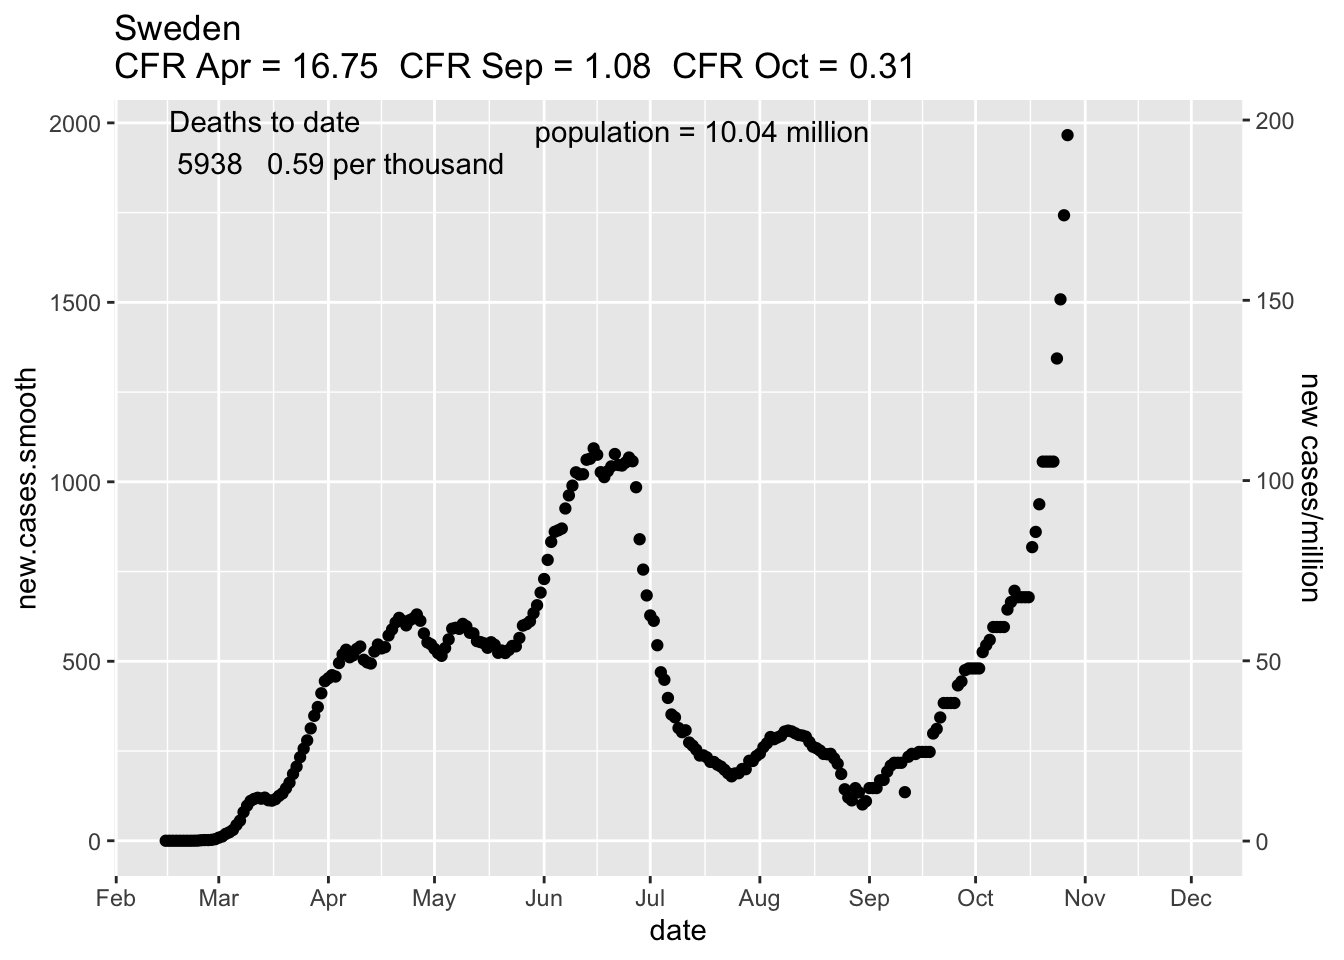 Sweden
CFR Apr = 16.75 CFR Sep = 1.08 CFR Oct = 0.31
Deaths to date
5938 0.59 per thousand
population = 10.04 million
new.cases.smooth
2000
1500
1000
500
0
200
150
100
50
0
new cases/million
Feb Mar Apr May Jun Jul Aug Sep Oct Nov Dec
date